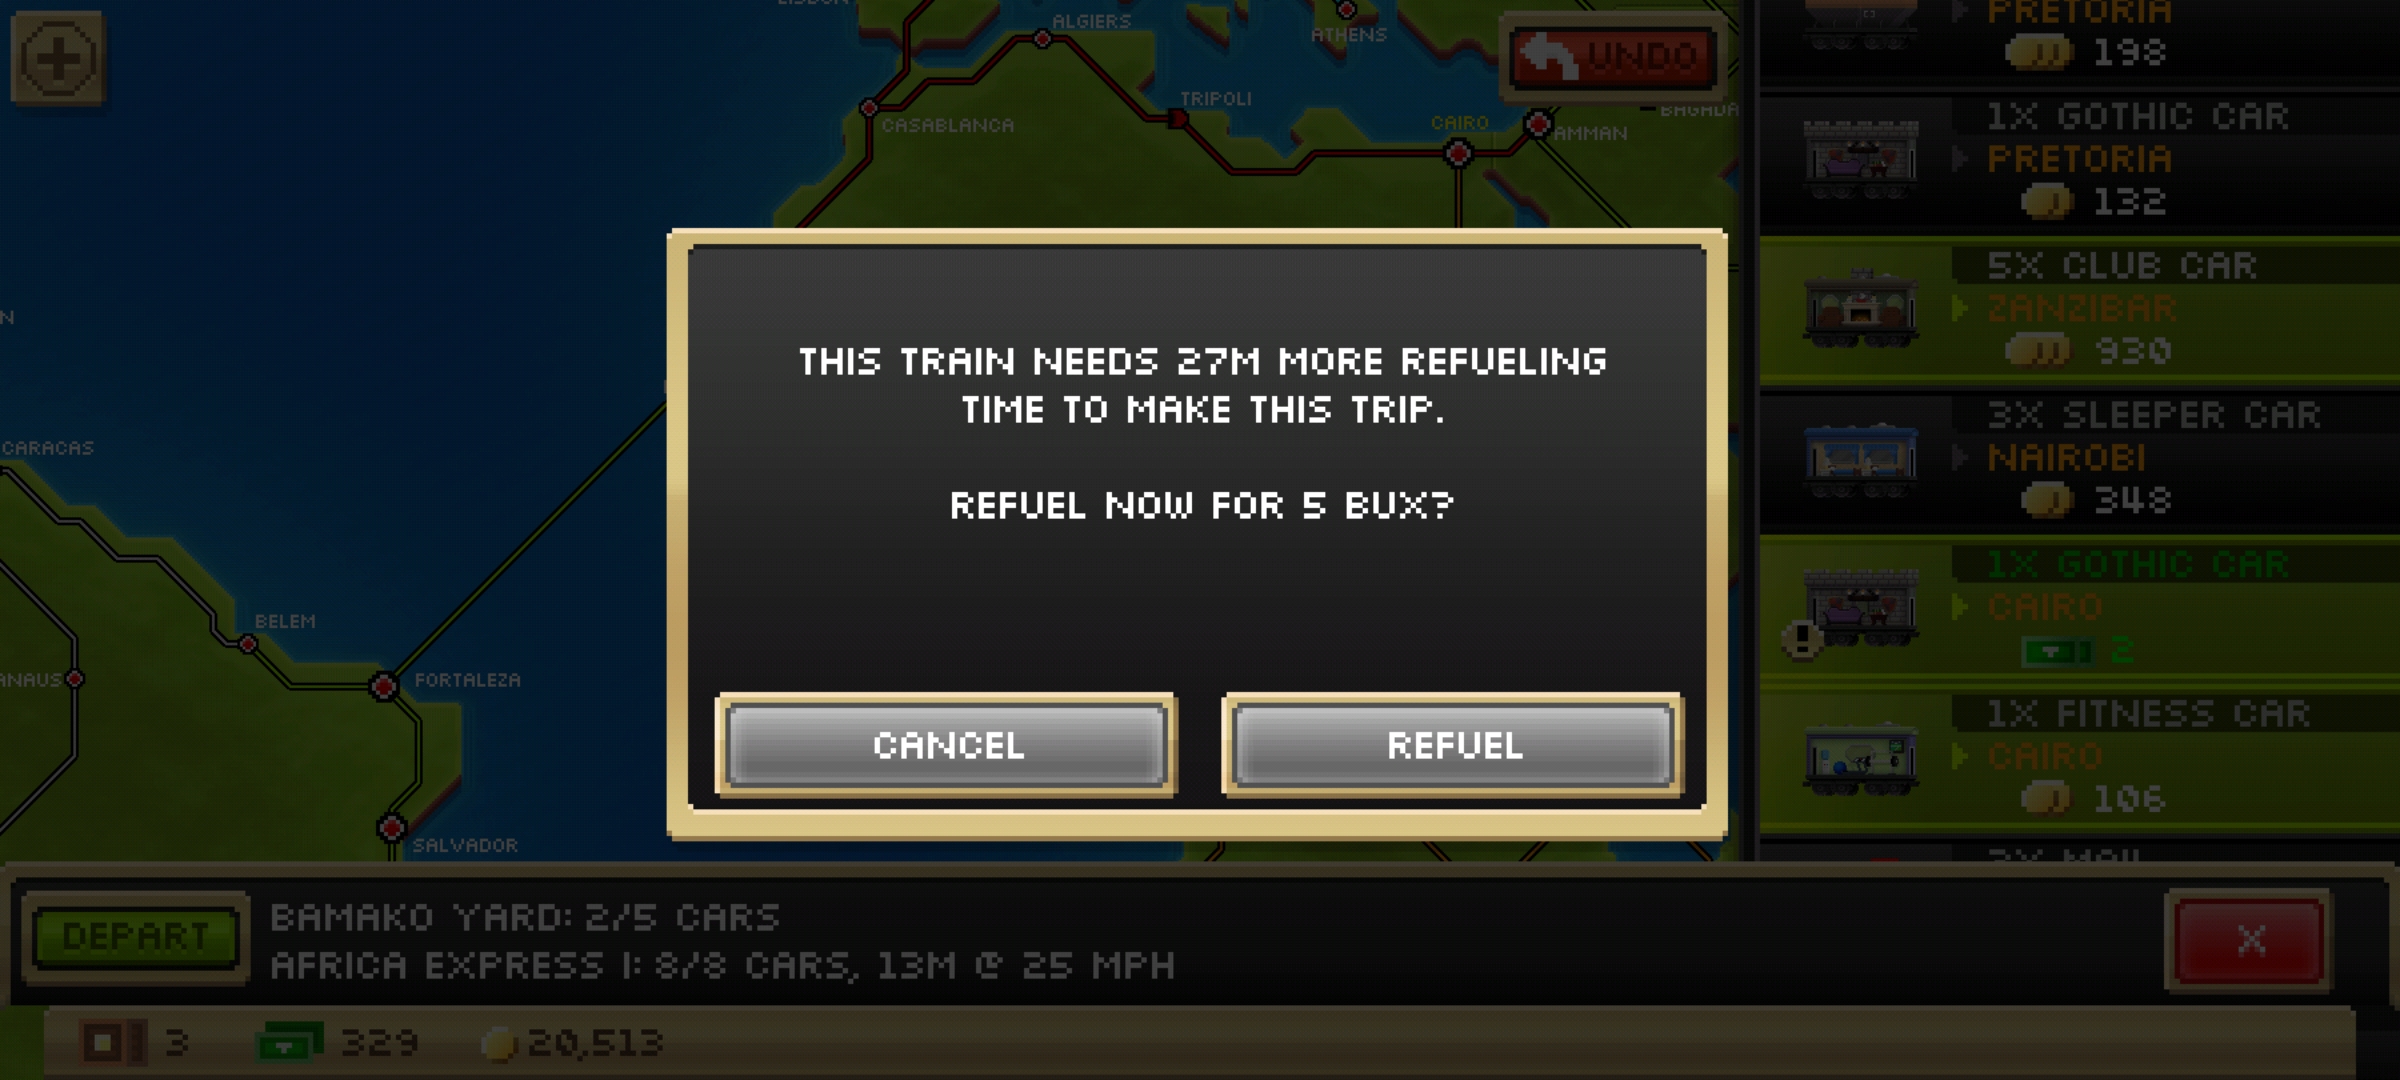 ALGIERS
ATHENS
UNDO
TRIPOLI
CASABLANCA
CAIRO
AMMAN
CARACAS
BELEM
FORTALEZA
SALVADOR
THIS TRAIN NEEDS 27M MORE REFUELING
TIME TO MAKE THIS TRIP.
REFUEL NOW FOR 5 BUX?
CANCEL
REFUEL
PRETORIA
198
1X GOTHIC CAR
PRETORIA
132
5X CLUB CAR
ZANZIBAR
930
3X SLEEPER CAR
NAIROBI
348
1X GOTHIC CAR
CAIRO
2
1X FITNESS CAR
CAIRO
106
DEPART
BAMAKO YARD: 2/5 CARS
AFRICA EXPRESS I: 8/8 CARS, 13M @ 25 MPH
X
3
329
20,513